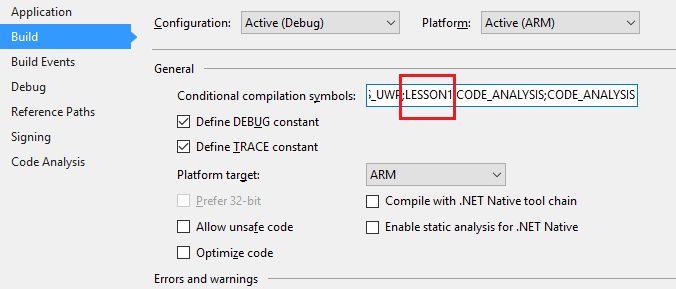 Application
Build
Build Events
Debug
Reference Paths
Signing
Code Analysis
Configuration: Active (Debug) Platform: Active (ARM)
General
Conditional compilation symbols: S_UWP;LESSON1;CODE_ANALYSIS;CODE_ANALYSIS
Define DEBUG constant
Define TRACE constant
Platform target: ARM
Prefer 32-bit Compile with .NET Native tool chain
Allow unsafe code Enable static analysis for .NET Native
Optimize code
Errors and warnings